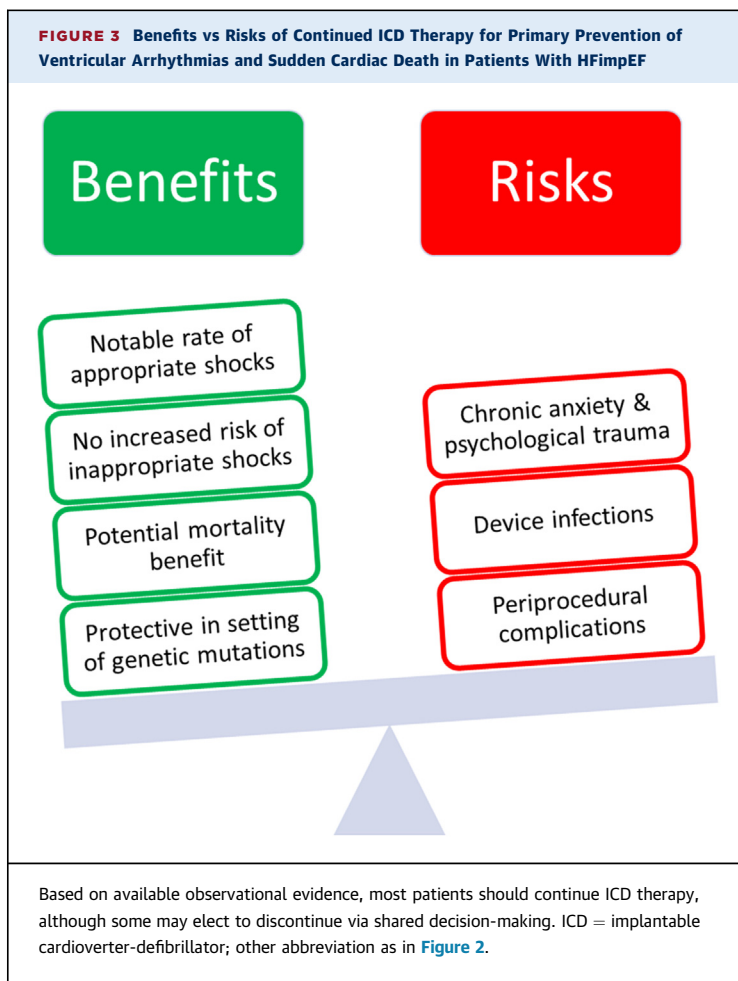 FIGURE 3 Benefits vs Risks of Continued ICD Therapy for Primary Prevention of
Ventricular Arrhythmias and Sudden Cardiac Death in Patients With HFimpEF
Benefits
Risks
Notable rate of
appropriate shocks
No increased risk of
inappropriate shocks
Potential mortality
benefit
Protective in setting
of genetic mutations
Chronic anxiety &
psychological trauma
Device infections
Periprocedural
complications
Based on available observational evidence, most patients should continue ICD therapy,
although some may elect to discontinue via shared decision-making. ICD = implantable
cardioverter-defibrillator; other abbreviation as in Figure 2.